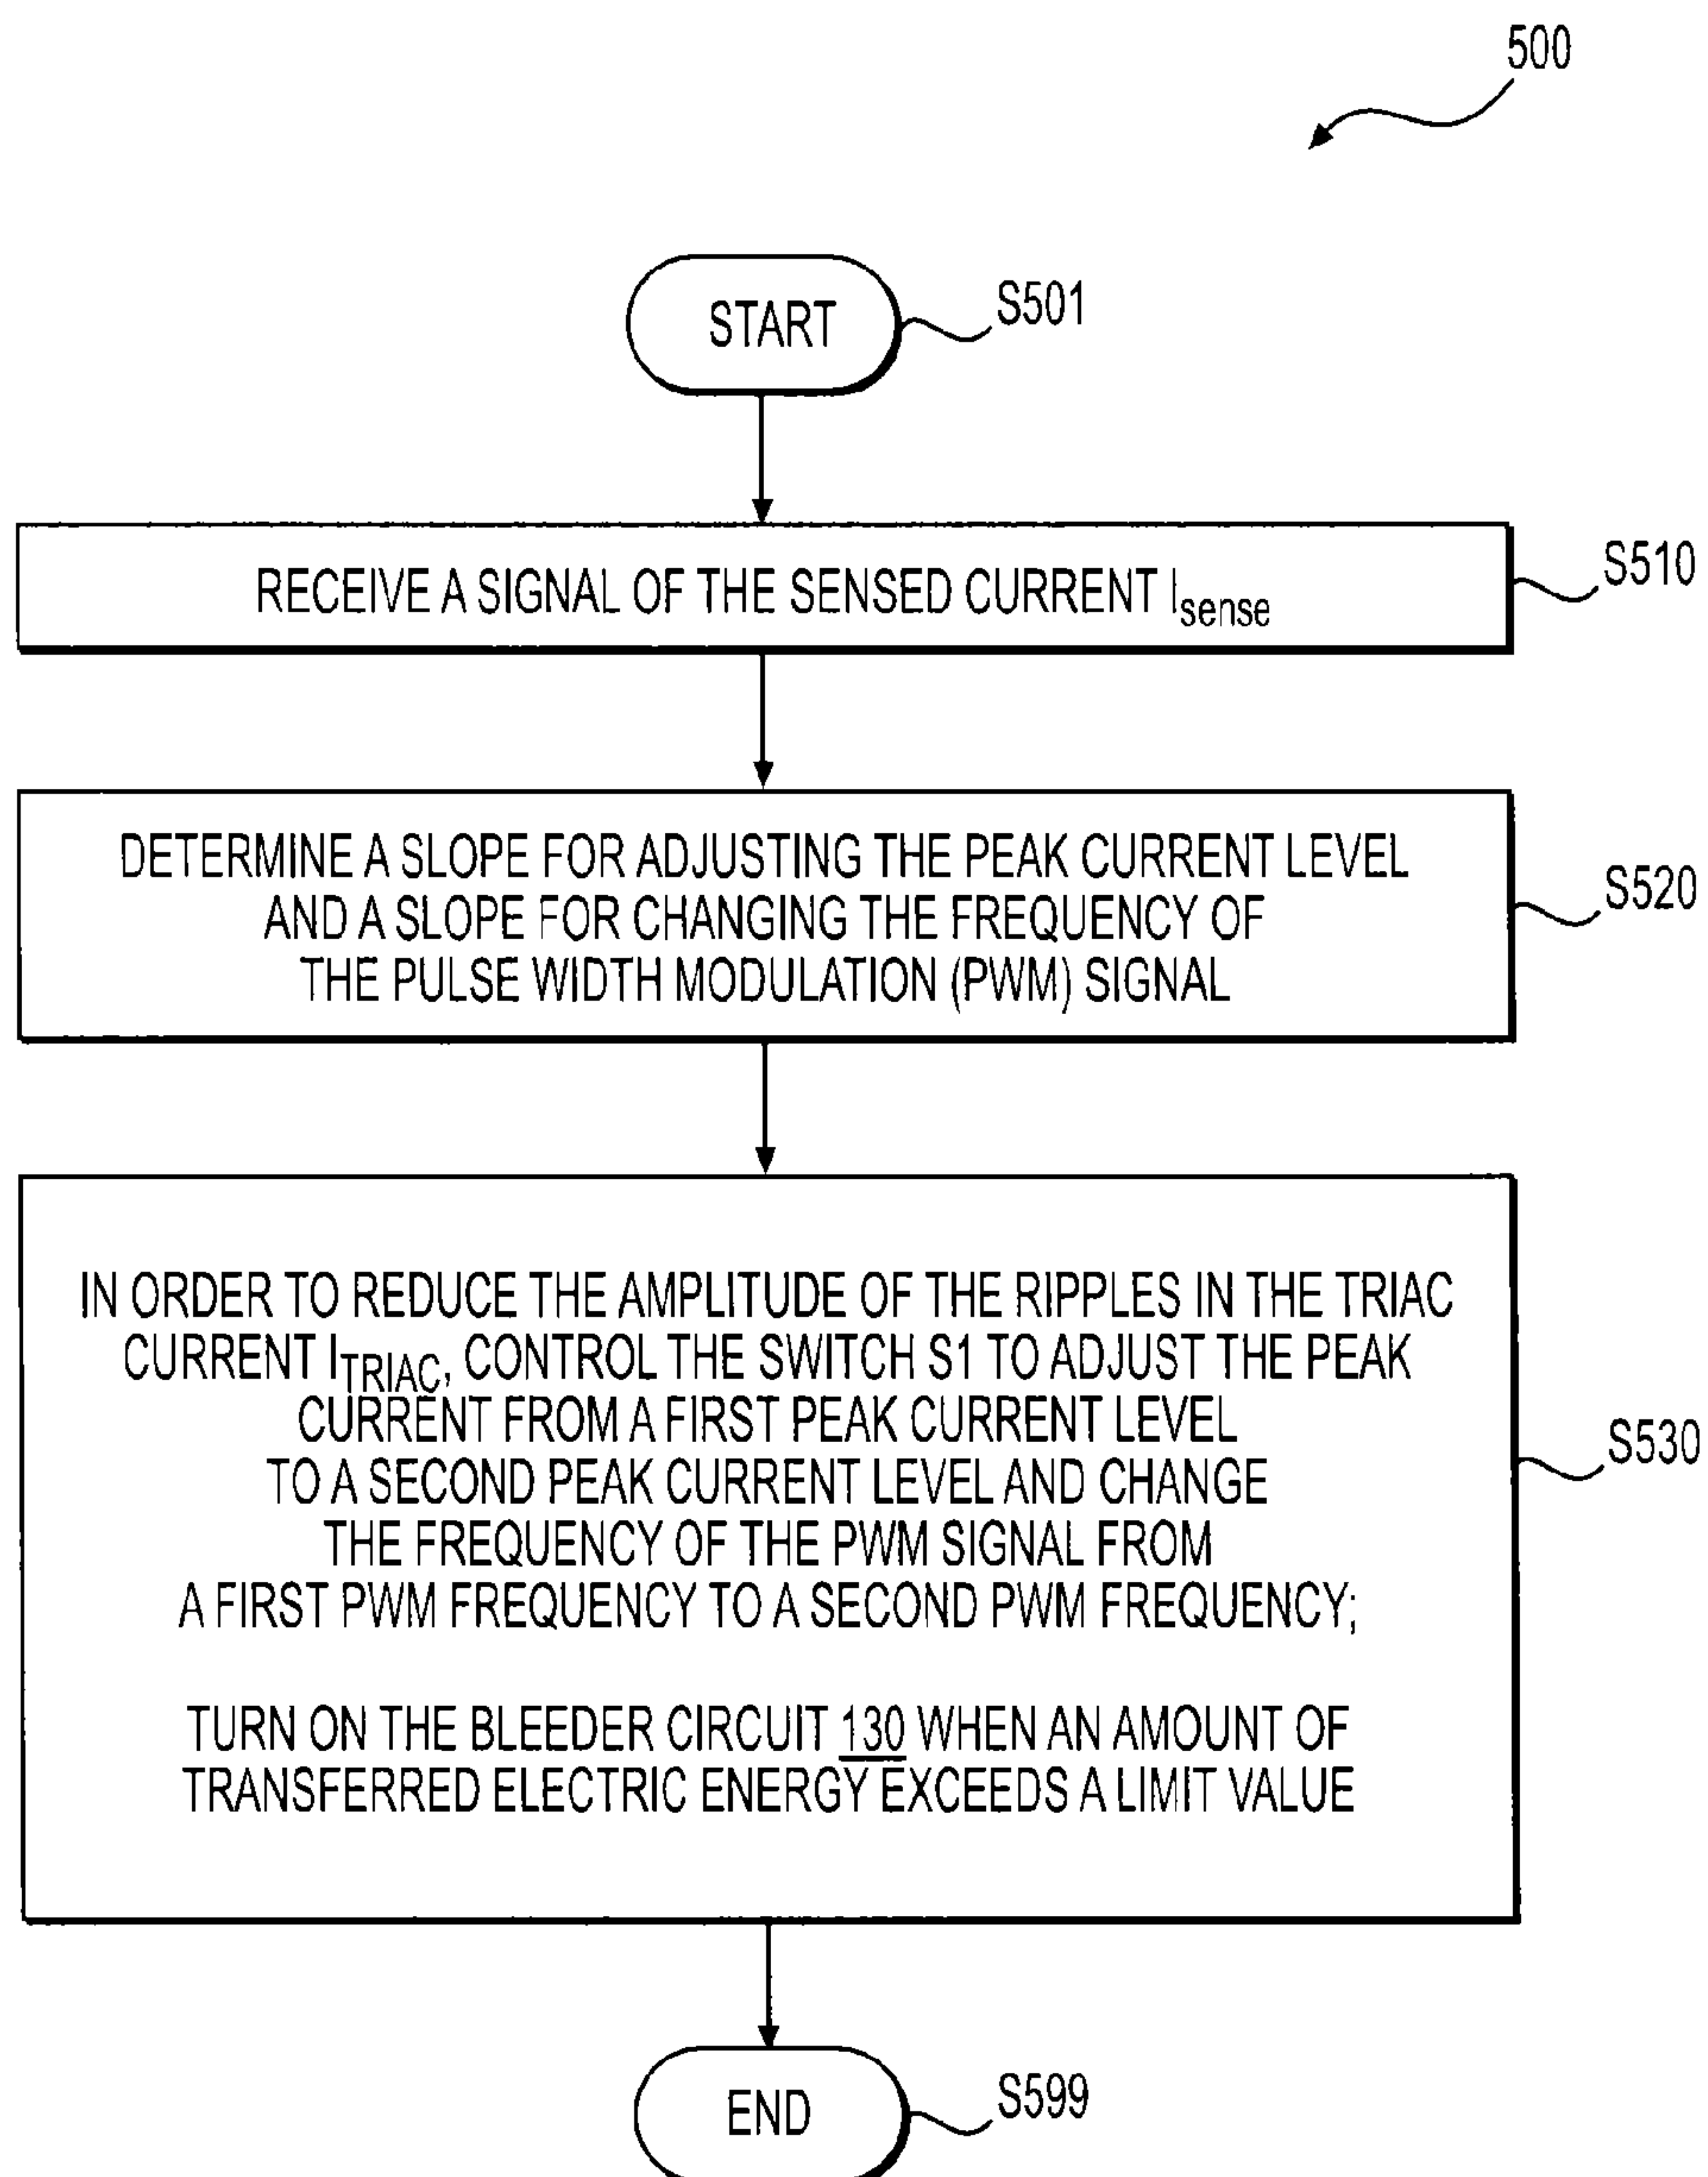 500
START
S501
RECEIVE A SIGNAL OF THE SENSED CURRENT Isense
S510
DETERMINE A SLOPE FOR ADJUSTING THE PEAK CURRENT LEVEL
AND A SLOPE FOR CHANGING THE FREQUENCY OF
THE PULSE WIDTH MODULATION (PWM) SIGNAL
S520
IN ORDER TO REDUCE THE AMPLITUDE OF THE RIPPLES IN THE TRIAC
CURRENT ITRIAC, CONTROL THE SWITCH S1 TO ADJUST THE PEAK
CURRENT FROM A FIRST PEAK CURRENT LEVEL
TO A SECOND PEAK CURRENT LEVEL AND CHANGE
THE FREQUENCY OF THE PWM SIGNAL FROM
A FIRST PWM FREQUENCY TO A SECOND PWM FREQUENCY;
TURN ON THE BLEEDER CIRCUIT 130 WHEN AN AMOUNT OF
TRANSFERRED ELECTRIC ENERGY EXCEEDS A LIMIT VALUE
S530
END
S599